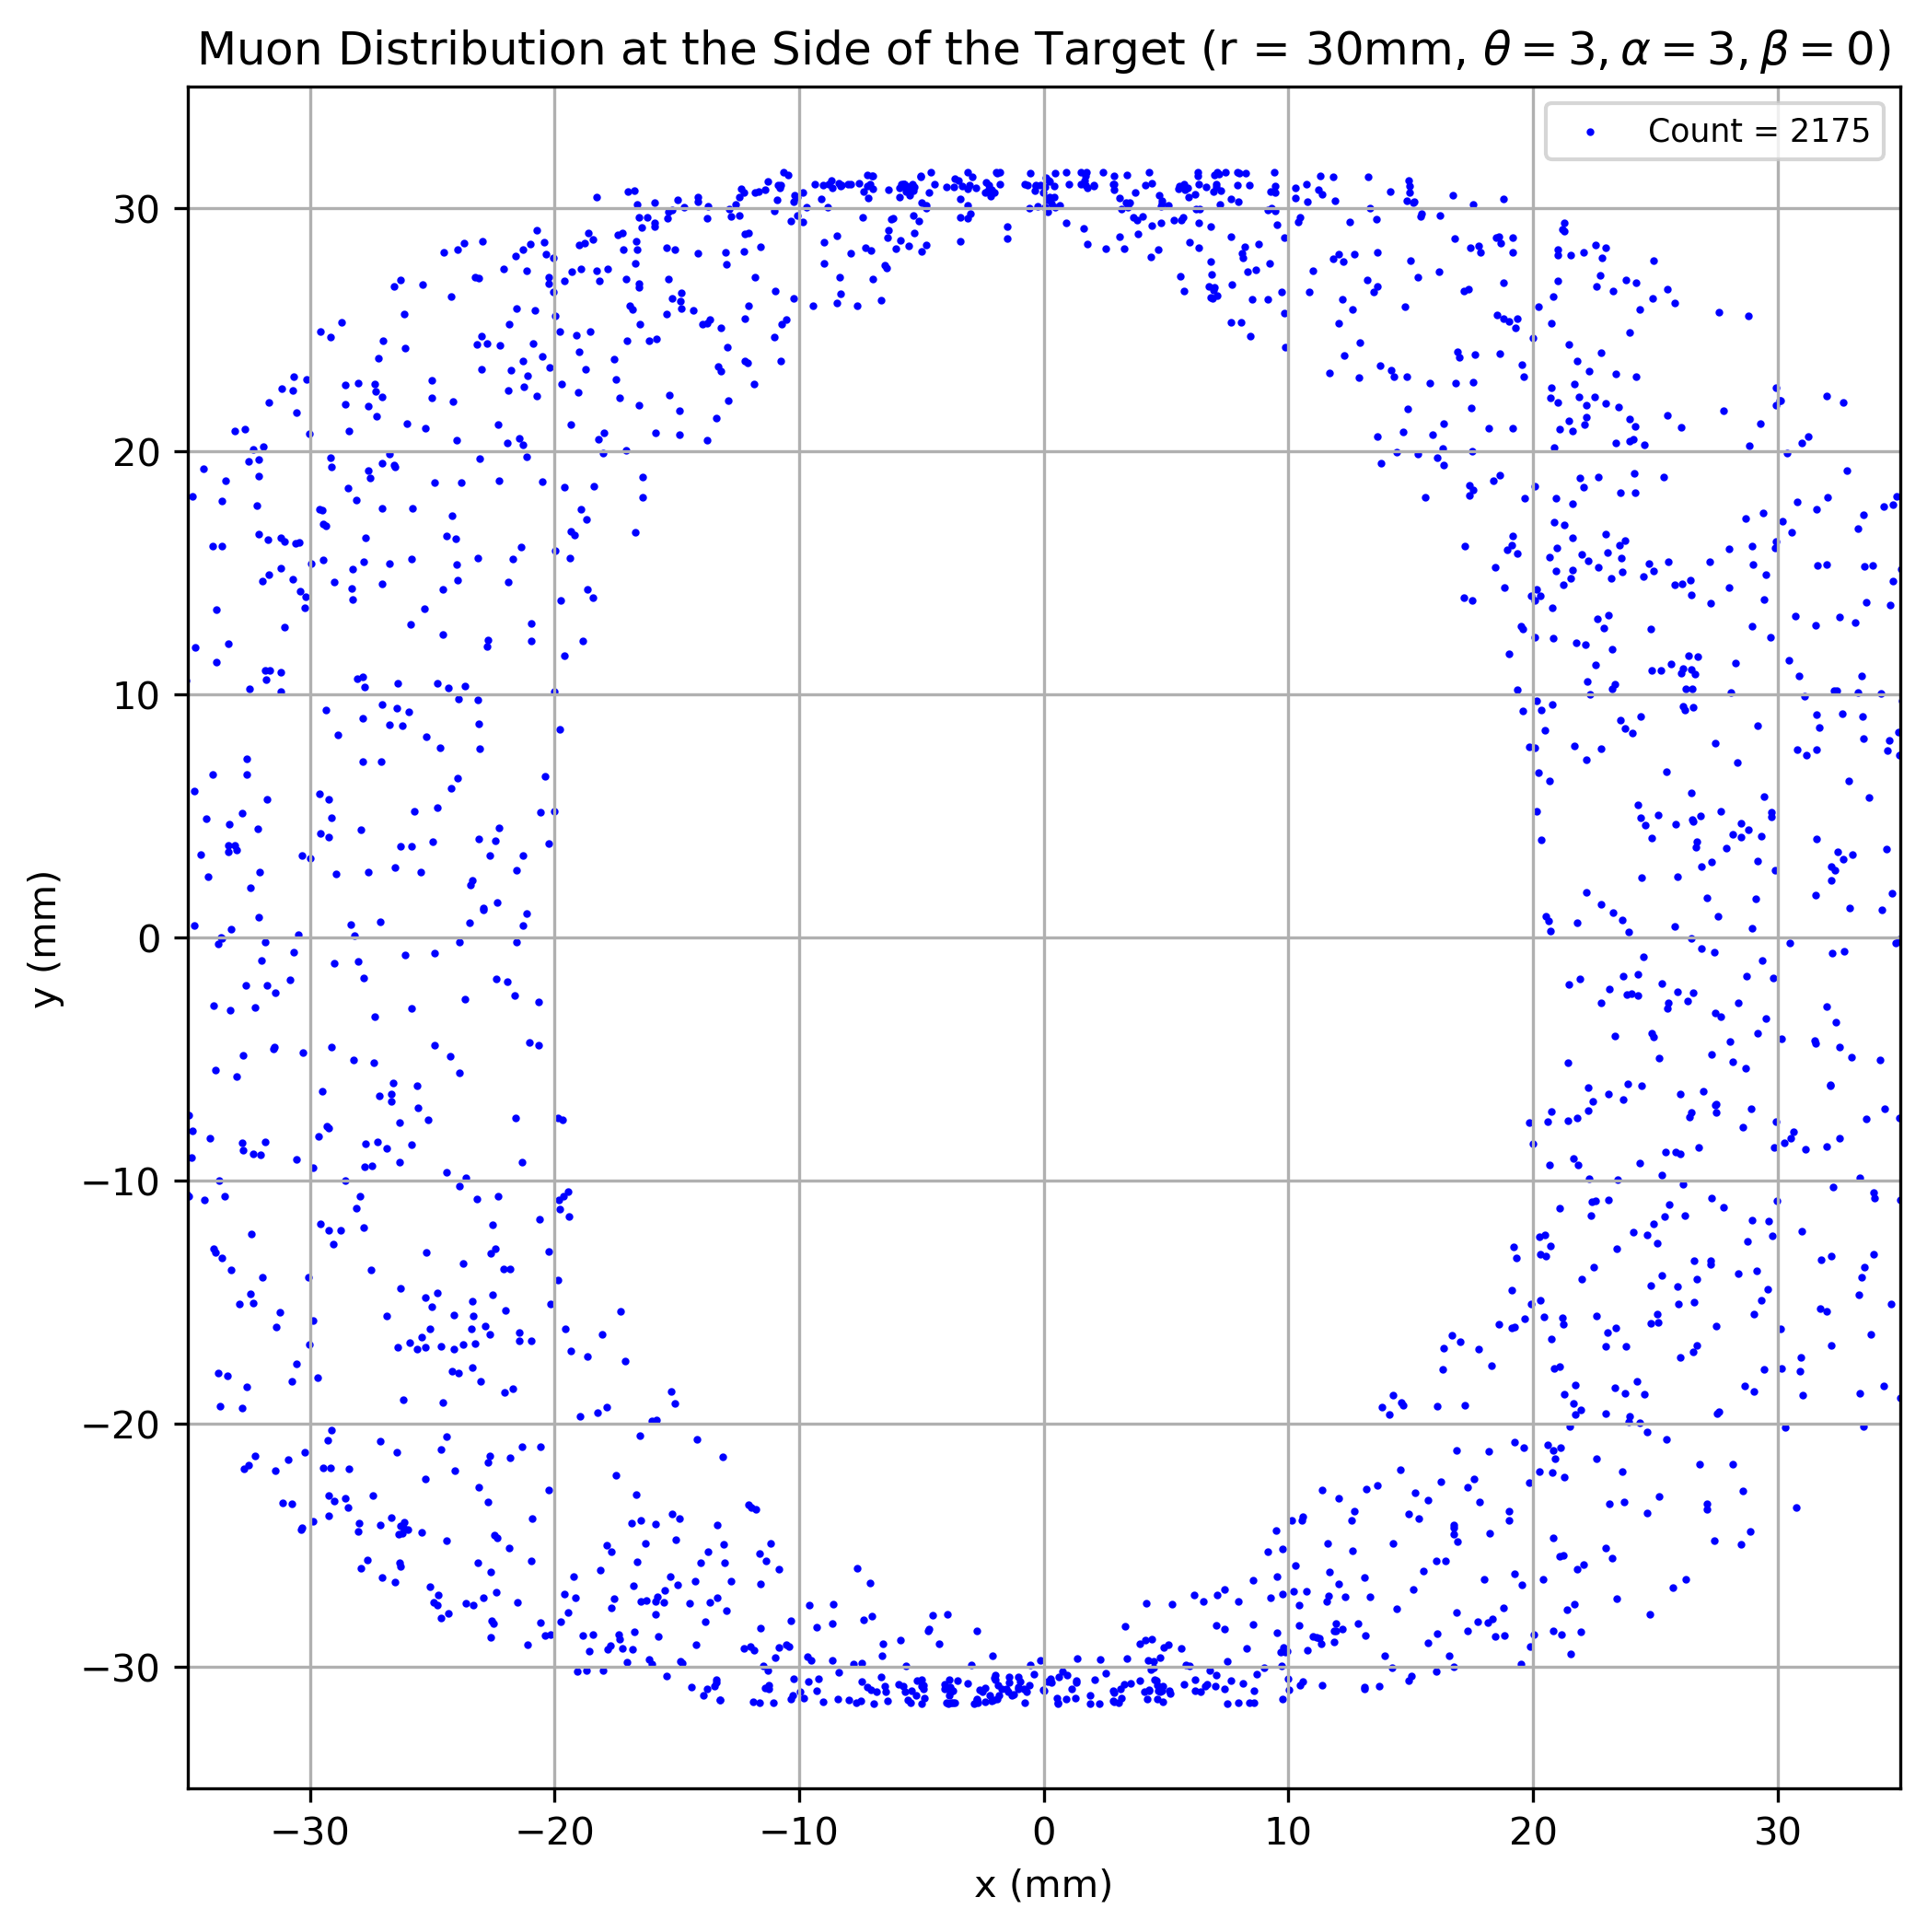 Muon Distribution at the Side of the Target (r = 30mm, θ = 3, α = 3, β = 0)
Count = 2175
30
20
10
0
−10
−20
−30
y (mm)
−30 −20 −10 0 10 20 30
x (mm)